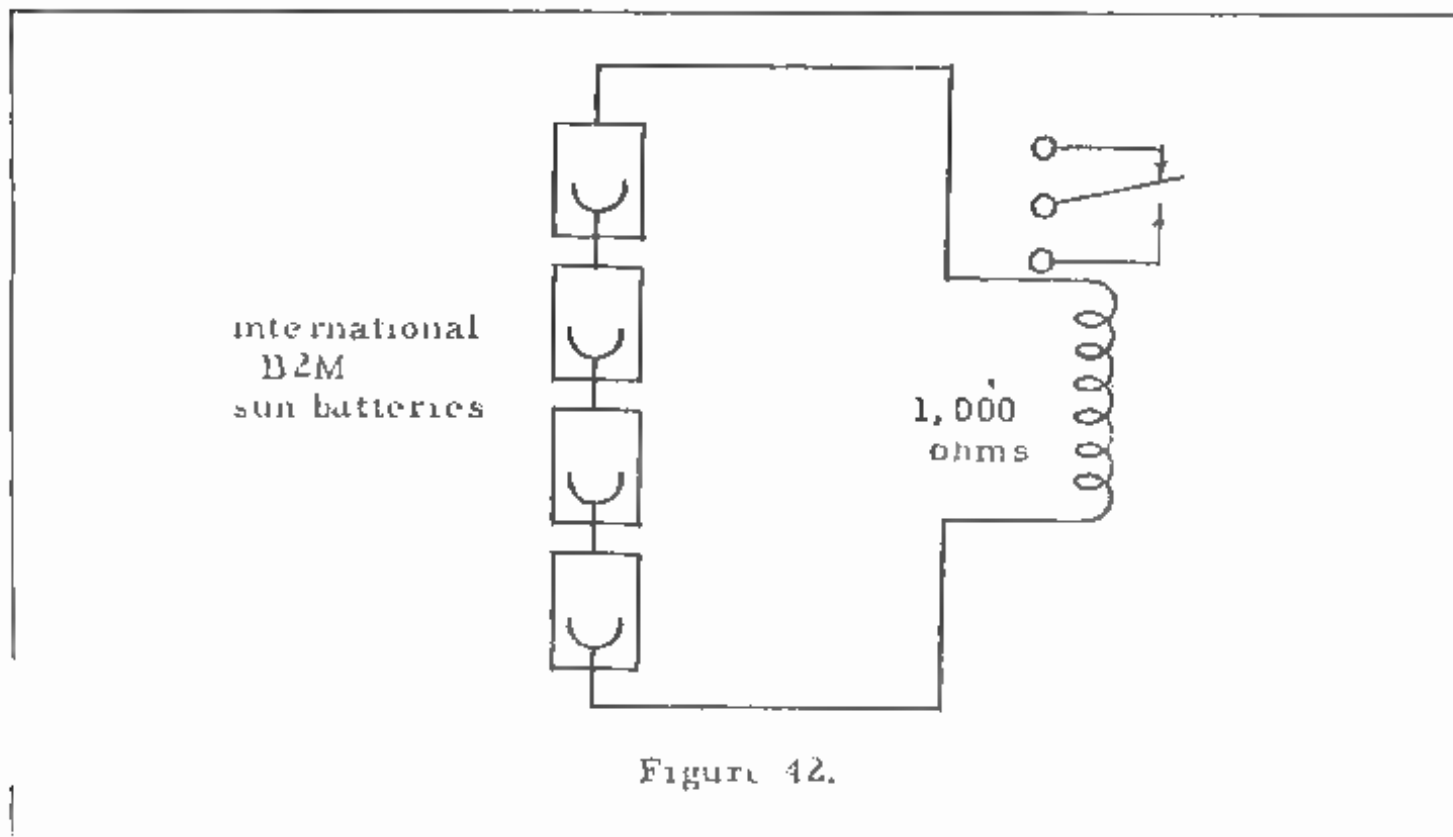 International
B2M
sun batteries
1,000
ohms
Figure 42.